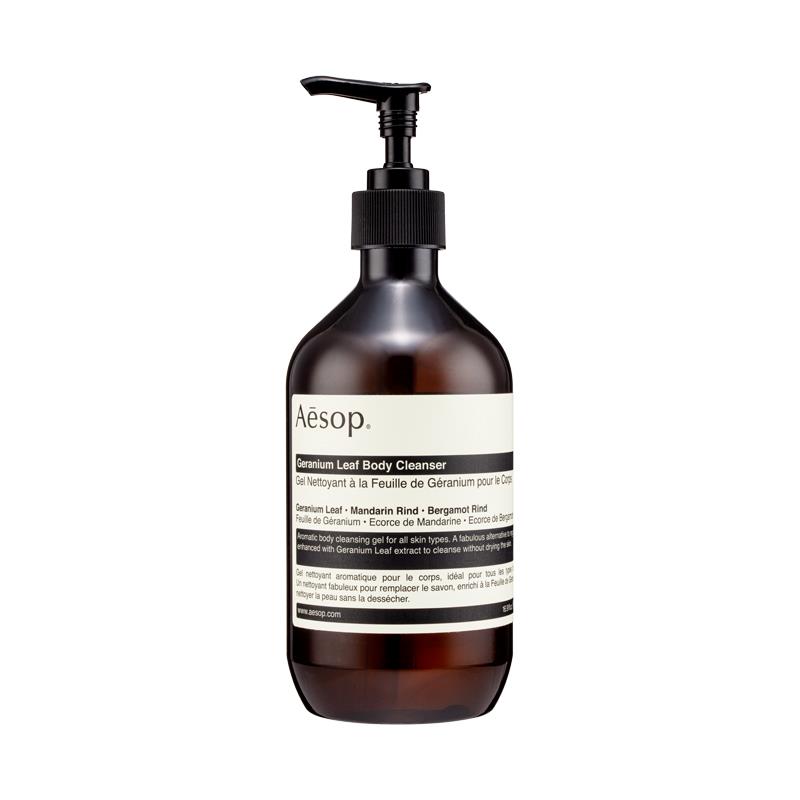 Aēsop®
Geranium Leaf Body Cleanser
Gel Nettoyant à la Feuille de Géranium pour le Corps
Geranium Leaf • Mandarin Rind • Bergamot Rind
Feuille de Géranium • Ecorce de Mandarine • Ecorce de
Aromatic body cleansing gel for all skin types. A fabulous alternative to
enhanced with Geranium Leaf extract to cleanse without drying the skin.
Gel nettoyant aromatique pour le corps, idéal pour tous les
Un nettoyant fabuleux pour remplacer le savon, enrichi à la Feuille de
nettoyer la peau sans la dessécher.
www.aesop.com